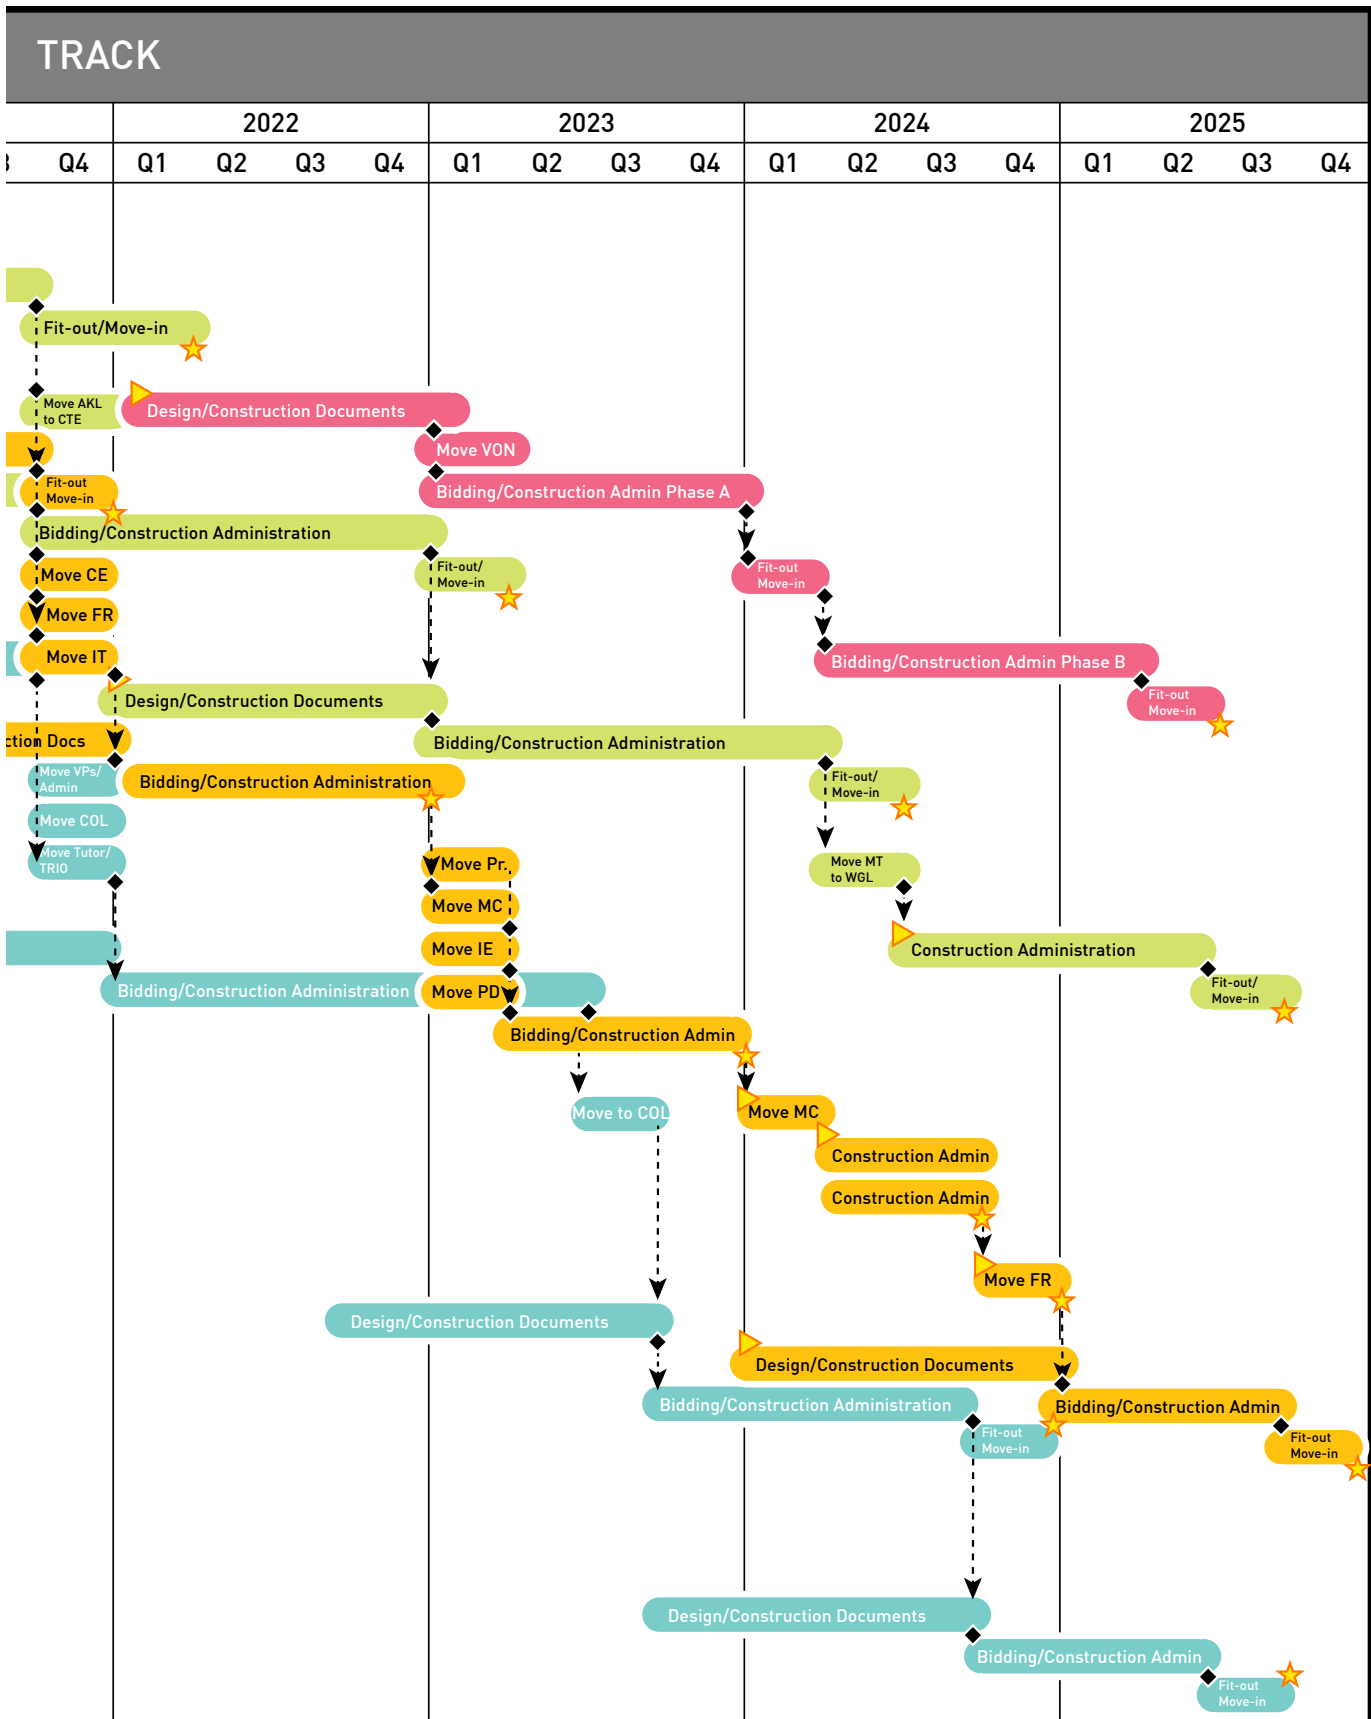 TRACK
2022
2023
2024
2025
Q4
Q1
Q2
Q3
Q4
Q1
Q2
Q3
Q4
Q1
Q2
Q3
Q4
Q1
Q2
Q3
Q4
Fit-out/Move-in
Move AKL
to CTE
Design/Construction Documents
Move VON
Fit-out
Move-in
Bidding/Construction Admin Phase A
Bidding/Construction Administration
Move CE
Fit-out/
Move-in
Fit-out
Move-in
Move FR
Move IT
Bidding/Construction Admin Phase B
Design/Construction Documents
Fit-out
Move-in
ction Docs
Bidding/Construction Administration
Move VPs/
Admin
Bidding/Construction Administration
Fit-out/
Move-in
Move COL
Move Tutor/
TRIO
Move Pr.
Move MT
to WGL
Move MC
Move IE
Construction Administration
Bidding/Construction Administration
Move PD
Fit-out/
Move-in
Bidding/Construction Admin
Move to COL
Move MC
Construction Admin
Construction Admin
Move FR
Design/Construction Documents
Design/Construction Documents
Bidding/Construction Administration
Bidding/Construction Admin
Fit-out
Move-in
Fit-out
Move-in
Design/Construction Documents
Bidding/Construction Admin
Fit-out
Move-in